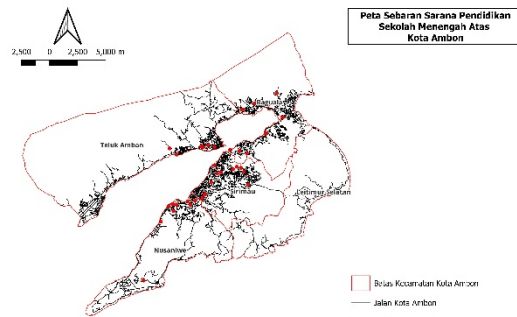 Peta Sebaran Sarana Pendidikan
Sekolah Menengah Atas
Kota Ambon
2,500 0 2,500 5,000 m
Baguala
Teluk Ambon
Sirimau
Leitimur Selatan
Nusaniwe
Batas Kecamatan Kota Ambon
Jalan Kota Ambon